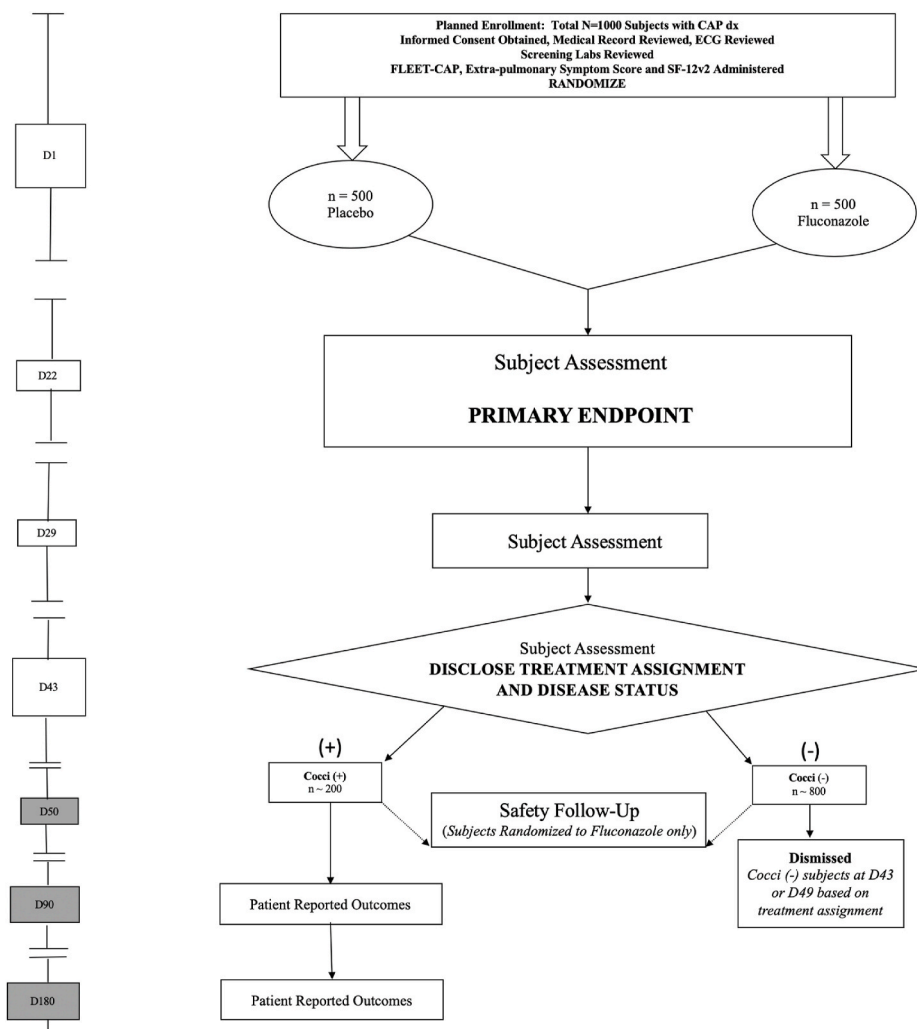 Planned Enrollment: Total N=1000 Subjects with CAP dx
Informed Consent Obtained, Medical Record Reviewed, ECG Reviewed
Screening Labs Reviewed
FLEET-CAP, Extra-pulmonary Symptom Score and SF-12v2 Administered
RANDOMIZE
D1
n = 500
Placebo
n = 500
Fluconazole
D22
Subject Assessment
PRIMARY ENDPOINT
D29
Subject Assessment
D43
Subject Assessment
DISCLOSE TREATMENT ASSIGNMENT
AND DISEASE STATUS
(+)
(-)
Cocci (+)
n ~ 200
Cocci (-)
n ~ 800
D50
Safety Follow-Up
(Subjects Randomized to Fluconazole only)
Dismissed
Cocci (-) subjects at D43
or D49 based on
treatment assignment
D90
Patient Reported Outcomes
D180
Patient Reported Outcomes